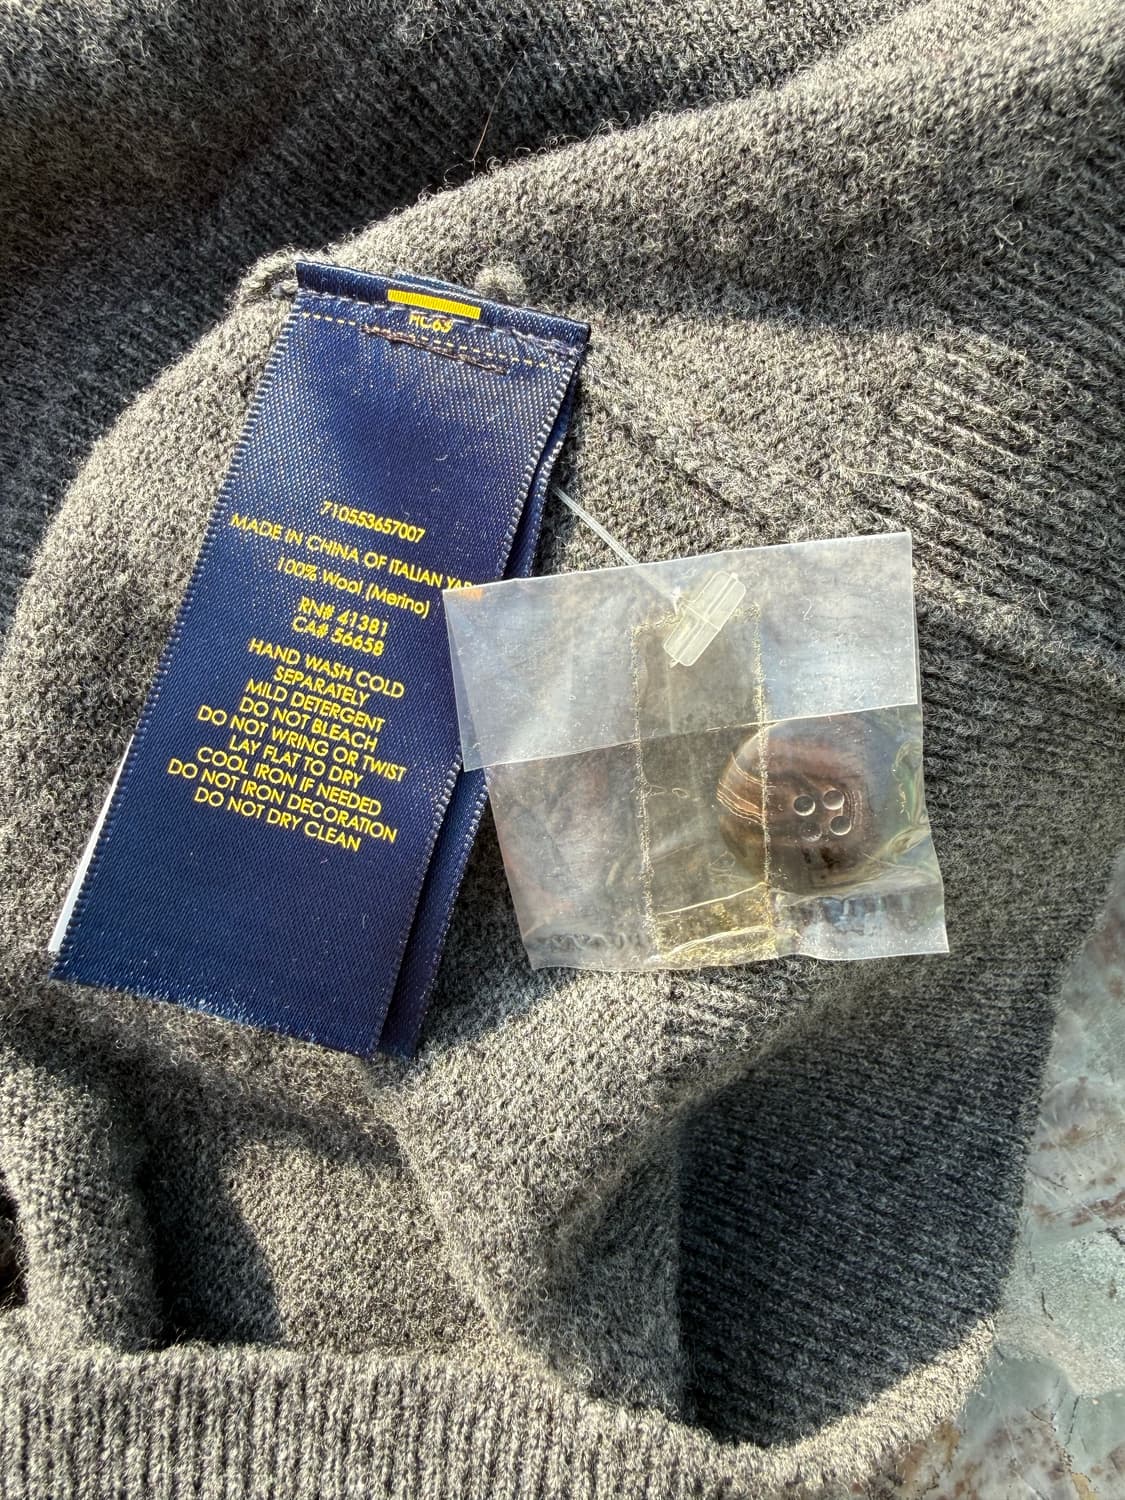 HC63
710553657007
MADE IN CHINA OF ITALIAN
100% Wool (Merino)
RN# 41381
CA# 56658
HAND WASH COLD
SEPARATELY
MILD DETERGENT
DO NOT BLEACH
DO NOT WRING OR TWIST
LAY FLAT TO DRY
COOL IRON IF NEEDED
DO NOT IRON DECORATION
DO NOT DRY CLEAN